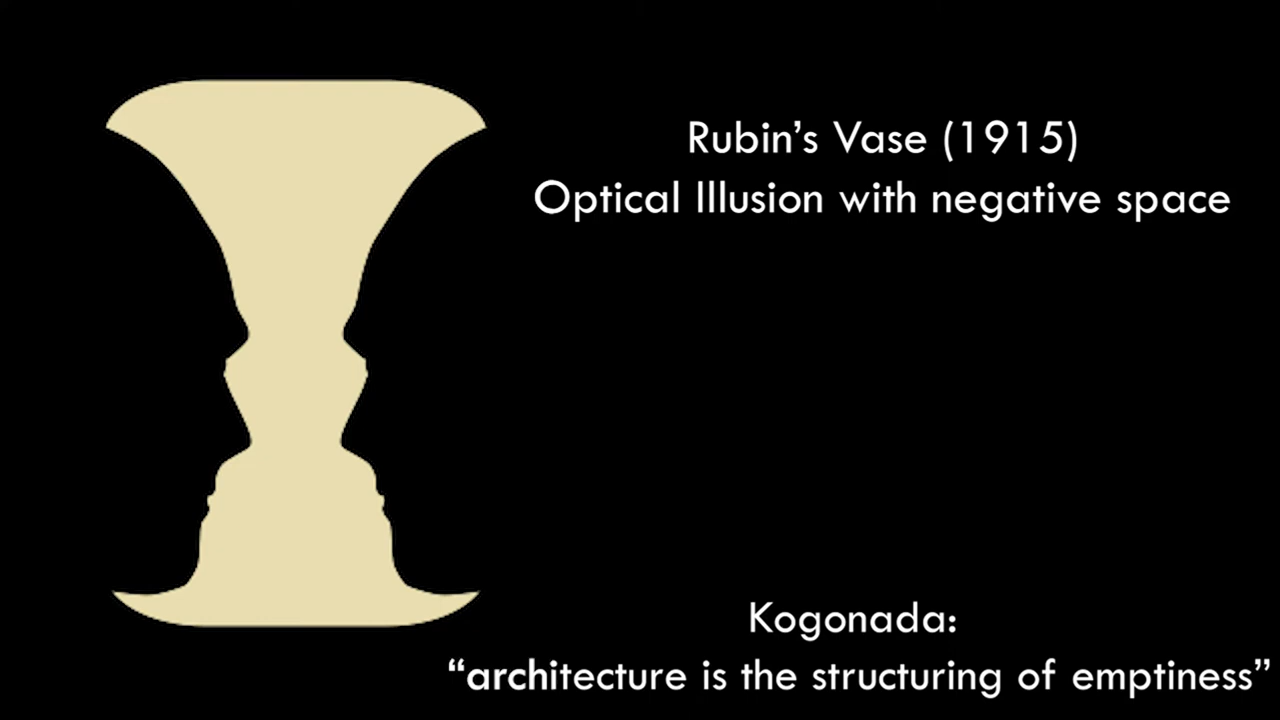 Rubin’s Vase (1915)
Optical Illusion with negative space
Kogonada:
“architecture is the structuring of emptiness”